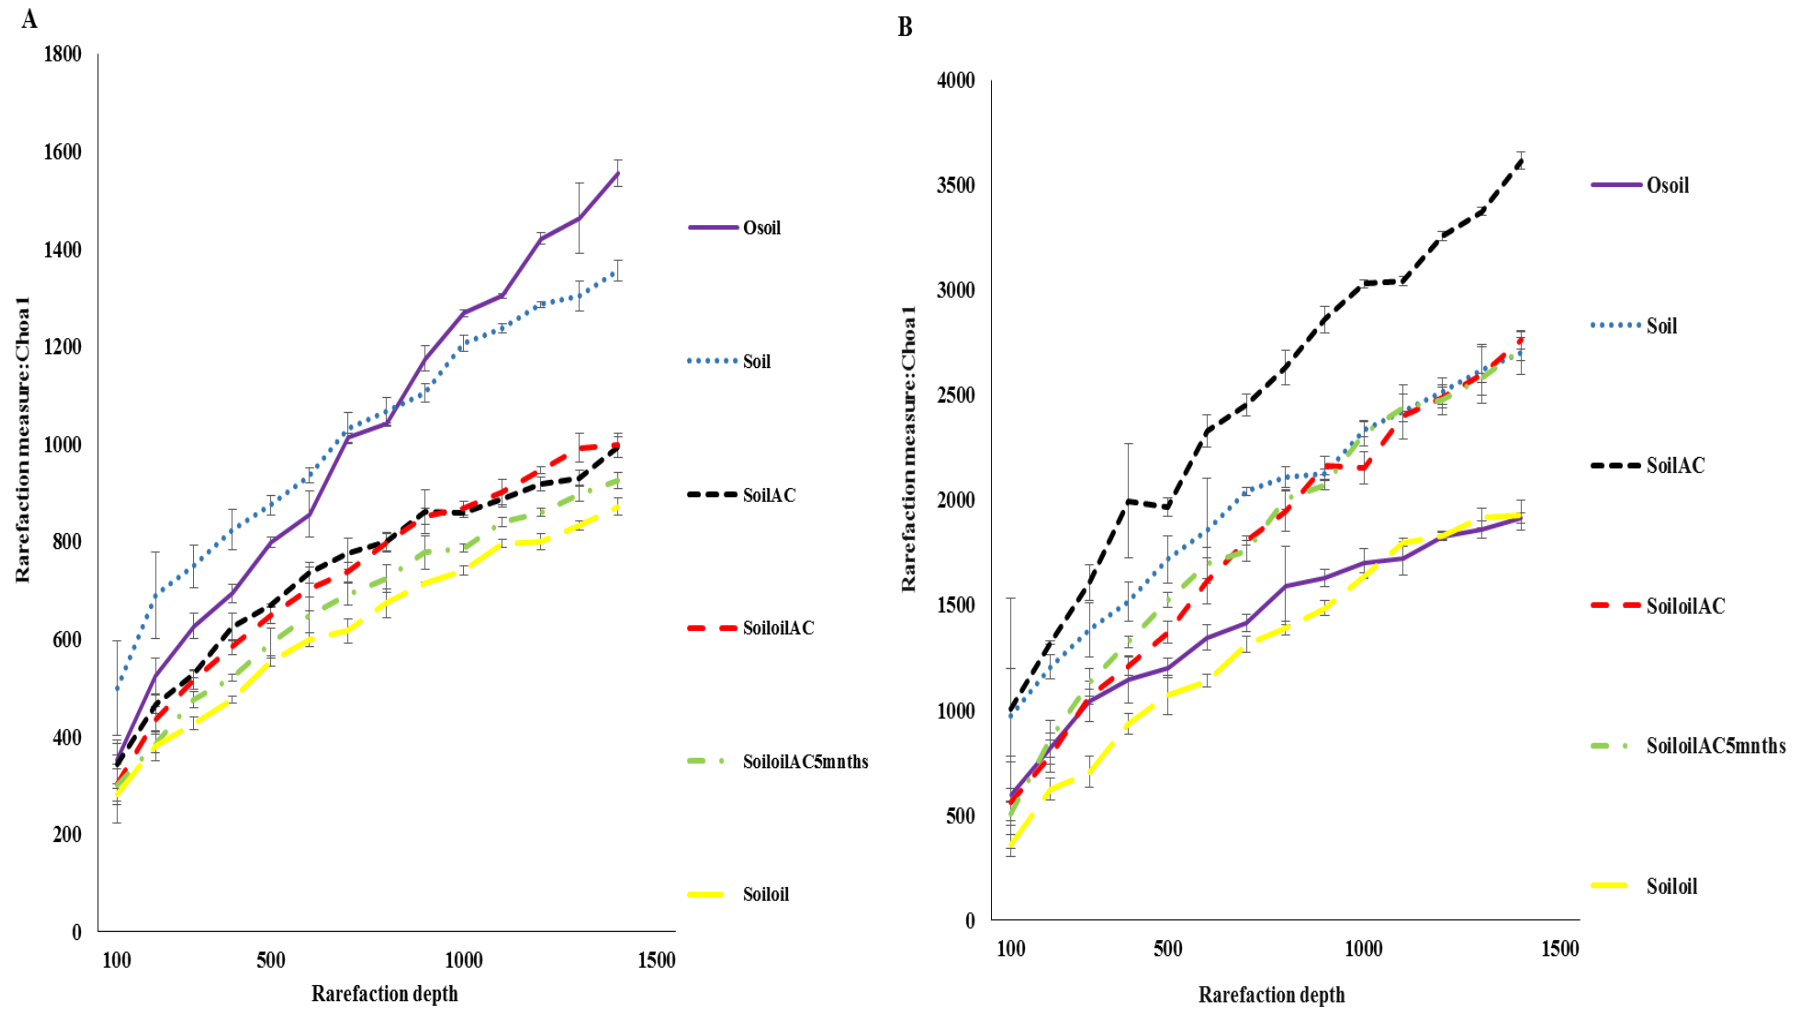 A
1800
1600
1400
1200
1000
800
600
400
200
0
Rarefaction measure:Choa1
100 500 1000 1500
Rarefaction depth
Osoil
Soil
SoilAC
SoiloilAC
SoiloilAC5mnths
Soiloil
B
4000
3500
3000
2500
2000
1500
1000
500
0
Rarefaction measure:Choa1
100 500 1000 1500
Rarefaction depth
Osoil
Soil
SoilAC
SoiloilAC
SoiloilAC5mnths
Soiloil